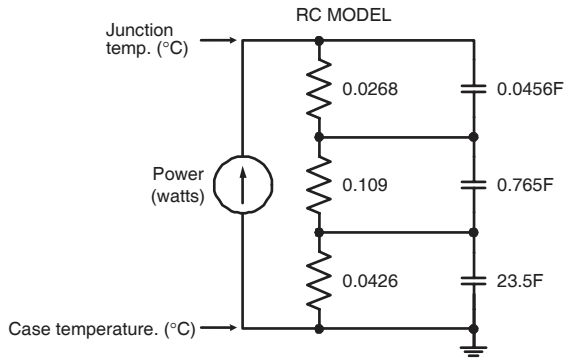 RC MODEL
Junction
temp. (°C)
0.0268
0.0456F
Power
(watts)
0.109
0.765F
0.0426
23.5F
Case temperature. (°C)